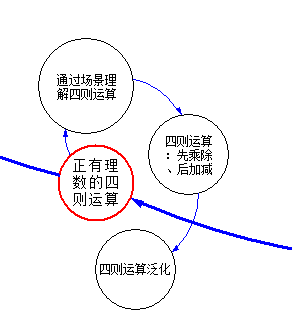 通过场景理
解四则运算
四则运算
：先乘除
、后加减
正有理
数的四
则运算
四则运算泛化